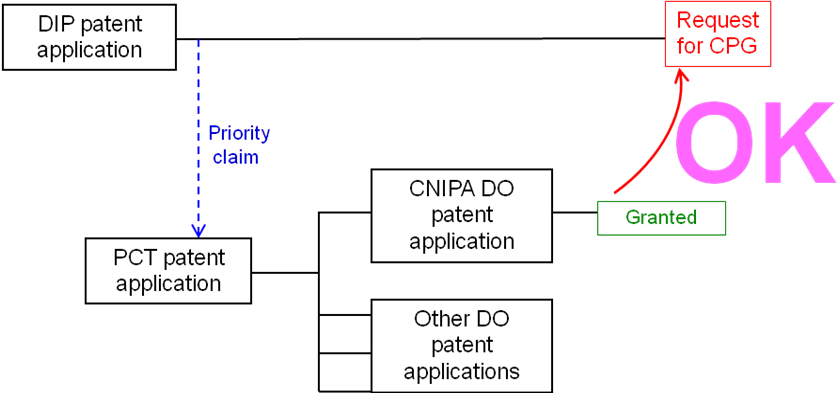 DIP patent
application
Request
for CPG
OK
Priority
claim
CNIPA DO
patent
application
Granted
PCT patent
application
Other DO
patent
applications